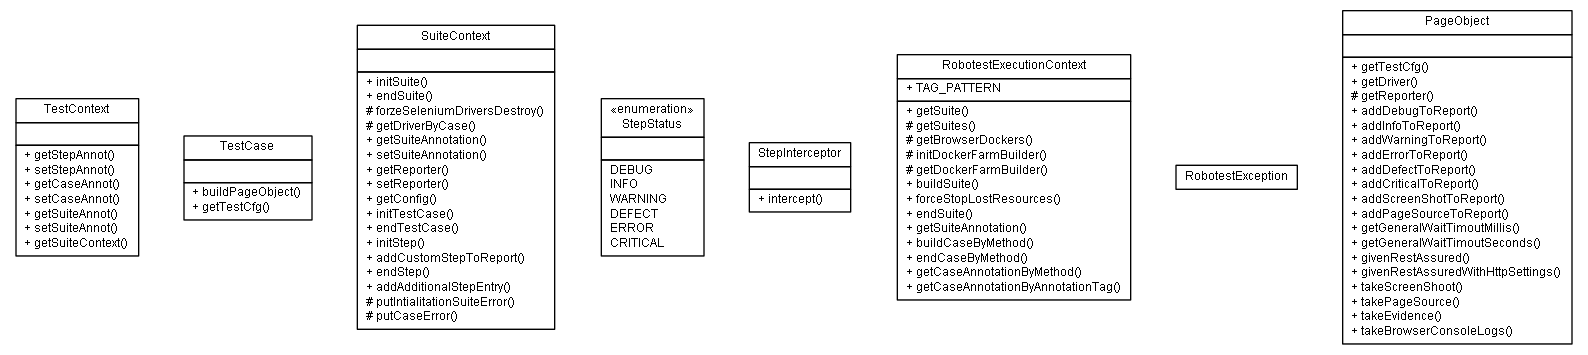 TestContext
+ getStepAnnot()
+ setStepAnnot()
+ getCaseAnnot()
+ setCaseAnnot()
+ getSuiteAnnot()
+ setSuiteAnnot()
+ getSuiteContext()
TestCase
+ buildPageObject()
+ getTestCfg()
SuiteContext
+ initSuite()
+ endSuite()
# forzeSeleniumDriversDestroy()
# getDriverByCase()
+ getSuiteAnnotation()
+ setSuiteAnnotation()
+ getReporter()
+ setReporter()
+ getConfig()
+ initTestCase()
+ endTestCase()
+ initStep()
+ addCustomStepToReport()
+ endStep()
+ addAdditionalStepEntry()
# putIntialitationSuiteError()
# putCaseError()
«enumeration»
StepStatus
DEBUG
INFO
WARNING
DEFECT
ERROR
CRITICAL
StepInterceptor
+ intercept()
RobotestExecutionContext
+ TAG_PATTERN
+ getSuite()
# getSuites()
# getBrowserDockers()
# initDockerFarmBuilder()
# getDockerFarmBuilder()
+ buildSuite()
+ forceStopLostResources()
+ endSuite()
+ getSuiteAnnotation()
+ buildCaseByMethod()
+ endCaseByMethod()
+ getCaseAnnotationByMethod()
+ getCaseAnnotationByAnnotationTag()
RobotestException
PageObject
+ getTestCfg()
+ getDriver()
# getReporter()
+ addDebugToReport()
+ addInfoToReport()
+ addWarningToReport()
+ addErrorToReport()
+ addDefectToReport()
+ addCriticalToReport()
+ addScreenShotToReport()
+ addPageSourceToReport()
+ getGeneralWaitTimoutMillis()
+ getGeneralWaitTimoutSeconds()
+ givenRestAssured()
+ givenRestAssuredWithHttpSettings()
+ takeScreenShoot()
+ takePageSource()
+ takeEvidence()
+ takeBrowserConsoleLogs()